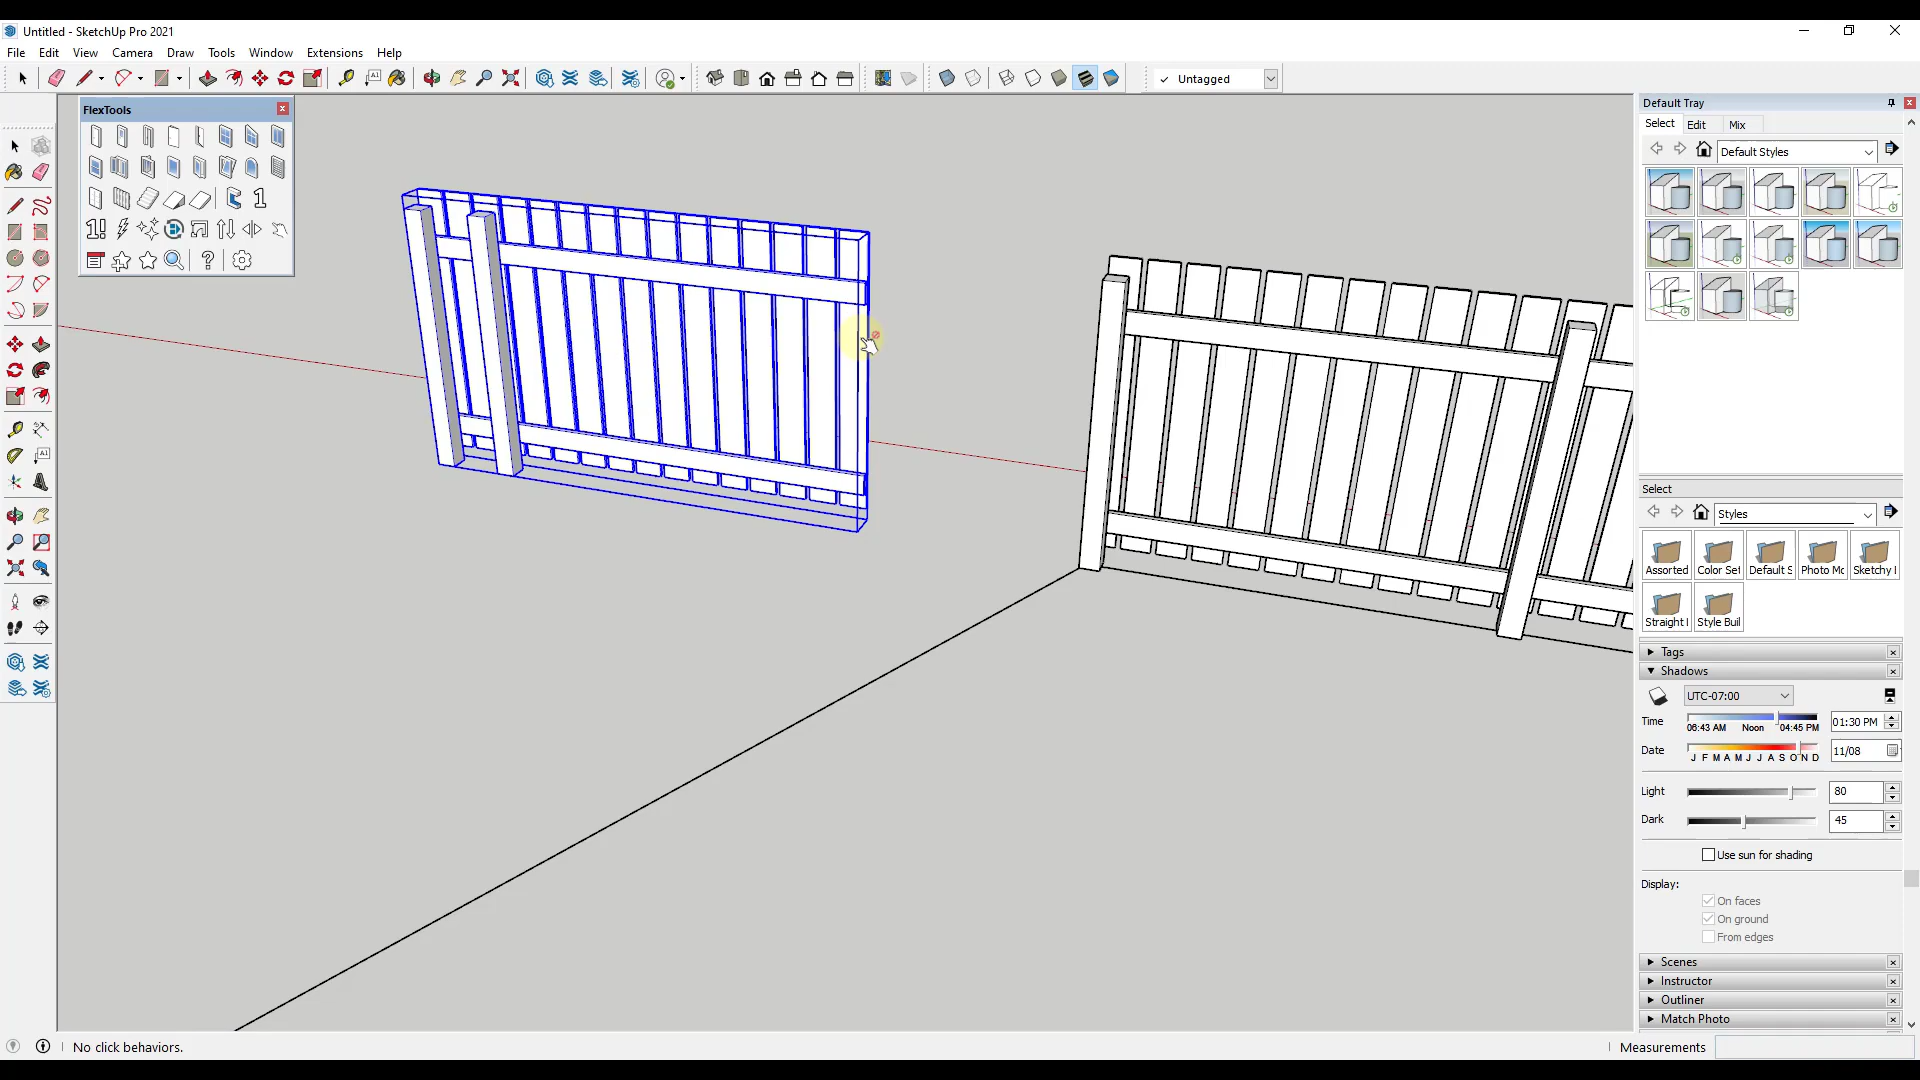 Untitled - SketchUp Pro 2021
File Edit View Camera Draw Tools Window Extensions Help
Untagged
FlexTools
1
1!
?
A1
A1
Default Tray
Select Edit Mix
Default Styles
Select
Styles
Assorted Color Set Default S Photo Mc Sketchy I
Straight I Style Buil
Tags
Shadows
UTC-07:00
Time 06:43 AM Noon 04:45 PM 01:30 PM
Date J F M A M J J A S O N D 11/08
Light 80
Dark 45
Use sun for shading
Display:
On faces
On ground
From edges
Scenes
Instructor
Outliner
Match Photo
No click behaviors.
Measurements